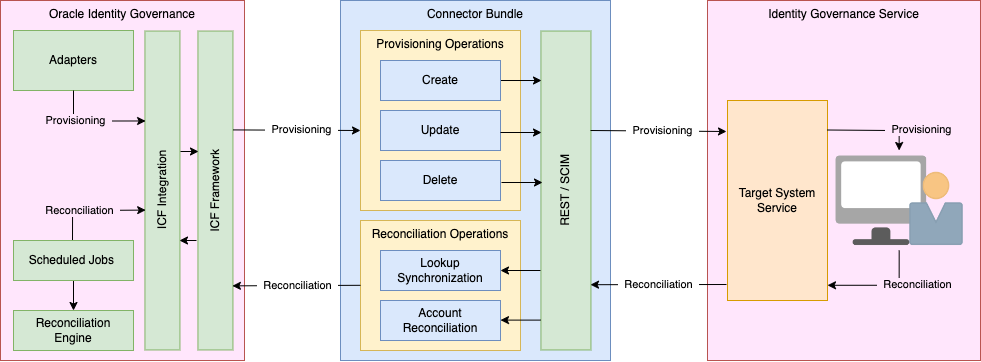 Oracle Identity Governance
Adapters
Provisioning
ICF Integration
ICF Framework
Reconciliation
Scheduled Jobs
Reconciliation
Engine
Provisioning
Reconciliation
Connector Bundle
Provisioning Operations
Create
Update
Delete
Reconciliation Operations
Lookup
Synchronization
Account
Reconciliation
REST / SCIM
Provisioning
Reconciliation
Identity Governance Service
Target System
Service
Provisioning
Reconciliation